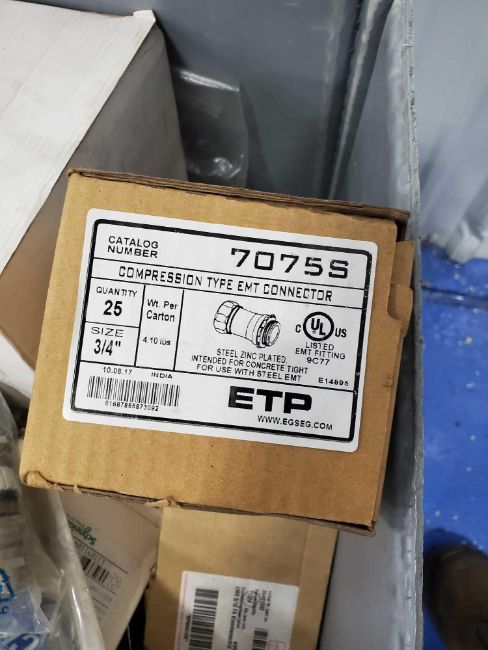 CATALOG
NUMBER
7075S
COMPRESSION TYPE EMT CONNECTOR
QUANTITY
25
SIZE
3/4"
Wt. Per
Carton
4.10 lbs
STEEL ZINC PLATED.
INTENDED FOR CONCRETE TIGHT
FOR USE WITH STEEL EMT
C UL US
LISTED
EMT FITTING
9C77
E14895
10.08.17
INDIA
ETP
WWW.EGSEG.COM
Schneider